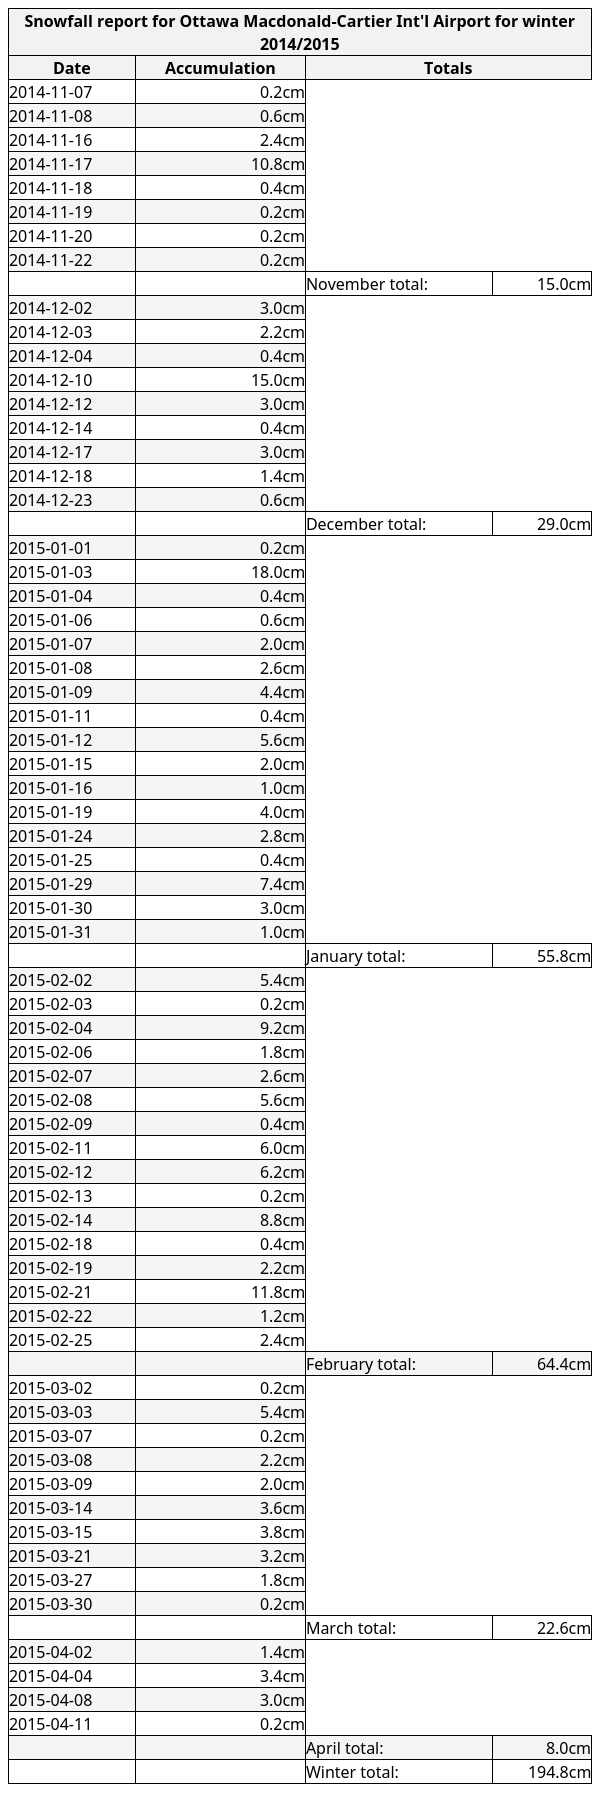 Snowfall report for Ottawa Macdonald-Cartier Int'l Airport for winter
2014/2015
Date Accumulation Totals
2014-11-07 0.2cm
2014-11-08 0.6cm
2014-11-16 2.4cm
2014-11-17 10.8cm
2014-11-18 0.4cm
2014-11-19 0.2cm
2014-11-20 0.2cm
2014-11-22 0.2cm
November total: 15.0cm
2014-12-02 3.0cm
2014-12-03 2.2cm
2014-12-04 0.4cm
2014-12-10 15.0cm
2014-12-12 3.0cm
2014-12-14 0.4cm
2014-12-17 3.0cm
2014-12-18 1.4cm
2014-12-23 0.6cm
December total: 29.0cm
2015-01-01 0.2cm
2015-01-03 18.0cm
2015-01-04 0.4cm
2015-01-06 0.6cm
2015-01-07 2.0cm
2015-01-08 2.6cm
2015-01-09 4.4cm
2015-01-11 0.4cm
2015-01-12 5.6cm
2015-01-15 2.0cm
2015-01-16 1.0cm
2015-01-19 4.0cm
2015-01-24 2.8cm
2015-01-25 0.4cm
2015-01-29 7.4cm
2015-01-30 3.0cm
2015-01-31 1.0cm
January total: 55.8cm
2015-02-02 5.4cm
2015-02-03 0.2cm
2015-02-04 9.2cm
2015-02-06 1.8cm
2015-02-07 2.6cm
2015-02-08 5.6cm
2015-02-09 0.4cm
2015-02-11 6.0cm
2015-02-12 6.2cm
2015-02-13 0.2cm
2015-02-14 8.8cm
2015-02-18 0.4cm
2015-02-19 2.2cm
2015-02-21 11.8cm
2015-02-22 1.2cm
2015-02-25 2.4cm
February total: 64.4cm
2015-03-02 0.2cm
2015-03-03 5.4cm
2015-03-07 0.2cm
2015-03-08 2.2cm
2015-03-09 2.0cm
2015-03-14 3.6cm
2015-03-15 3.8cm
2015-03-21 3.2cm
2015-03-27 1.8cm
2015-03-30 0.2cm
March total: 22.6cm
2015-04-02 1.4cm
2015-04-04 3.4cm
2015-04-08 3.0cm
2015-04-11 0.2cm
April total: 8.0cm
Winter total: 194.8cm